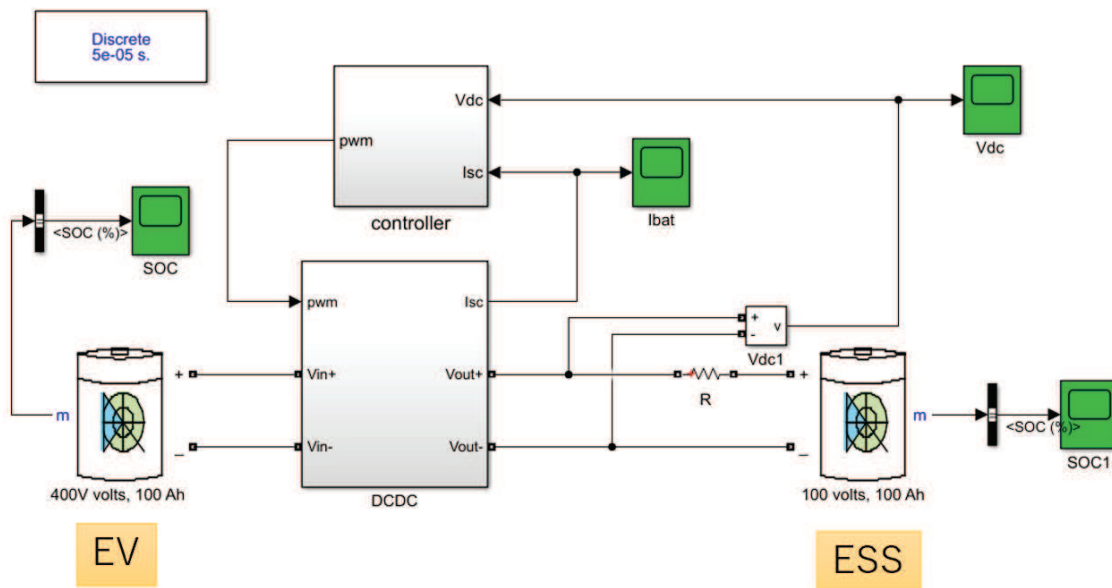 Discrete
5e-05 s.
Vdc
pwm
Isc
controller
Vdc
Ibat
<SOC (%)>
SOC
pwm
Isc
Vin+
Vout+
Vin-
Vout-
DCDC
+
-
v
Vdc1
R
+
m
_
400V volts, 100 Ah
+
m
_
100 volts, 100 Ah
<SOC (%)>
SOC1
EV
ESS